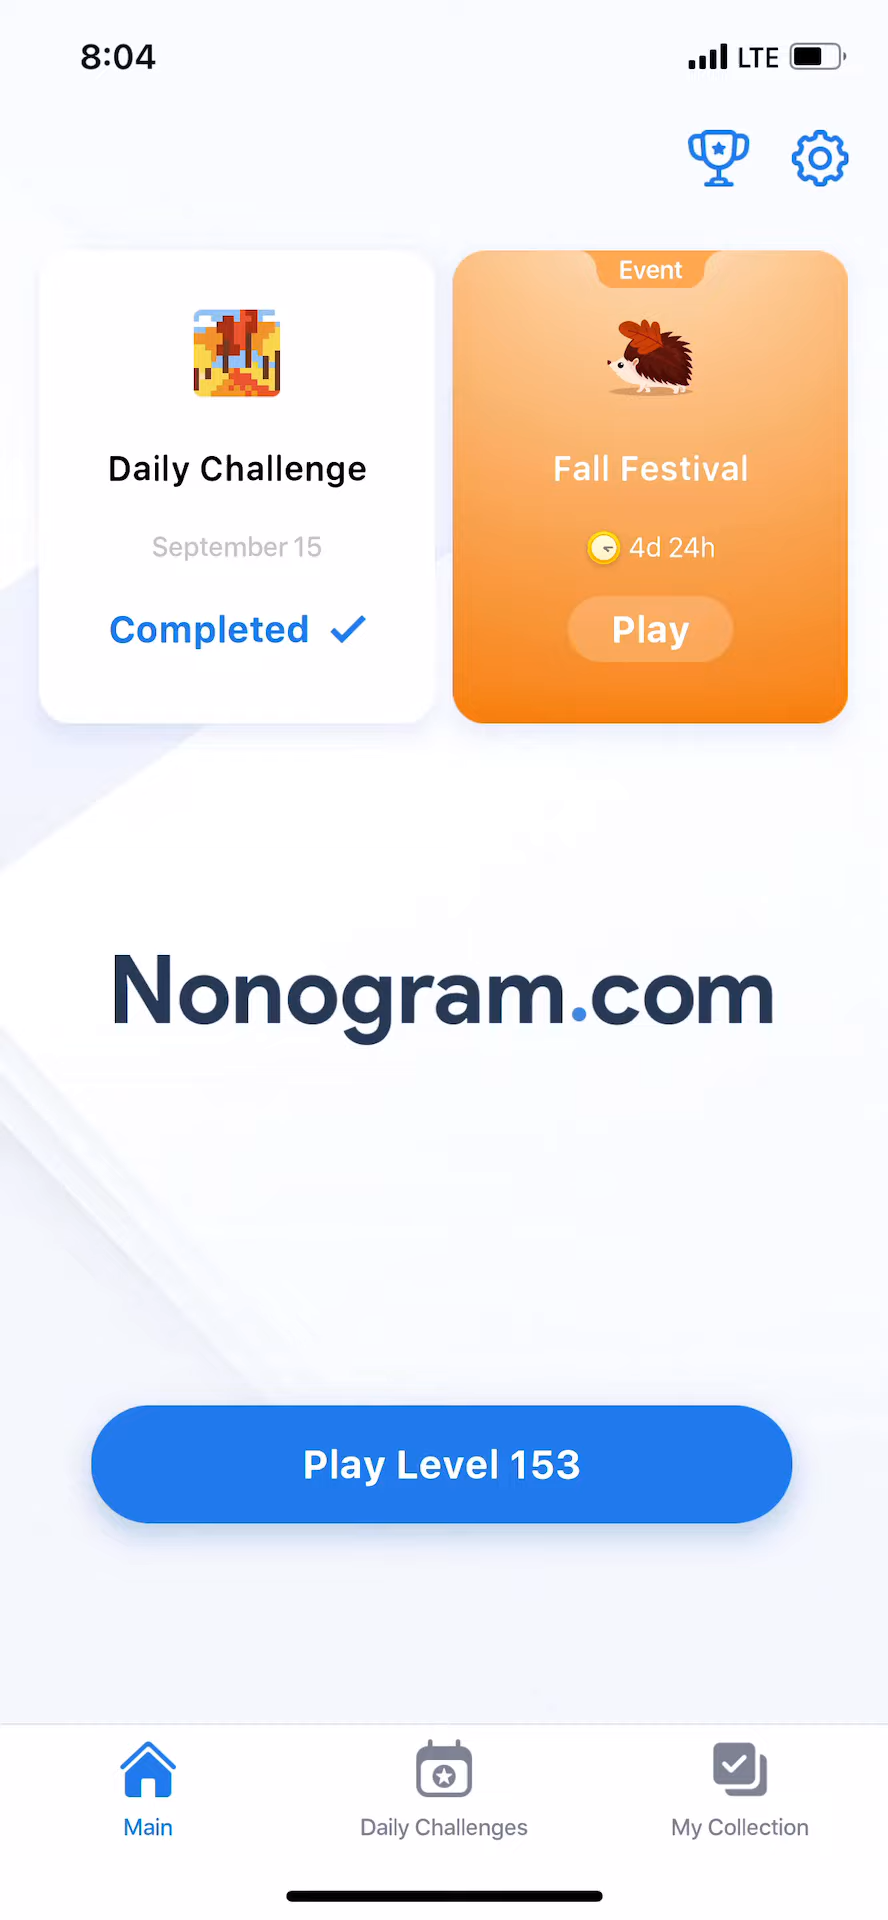 8:04
LTE
Event
Daily Challenge
September 15
Completed
Fall Festival
4d 24h
Play
Nonogram.com
Play Level 153
Main
Daily Challenges
My Collection